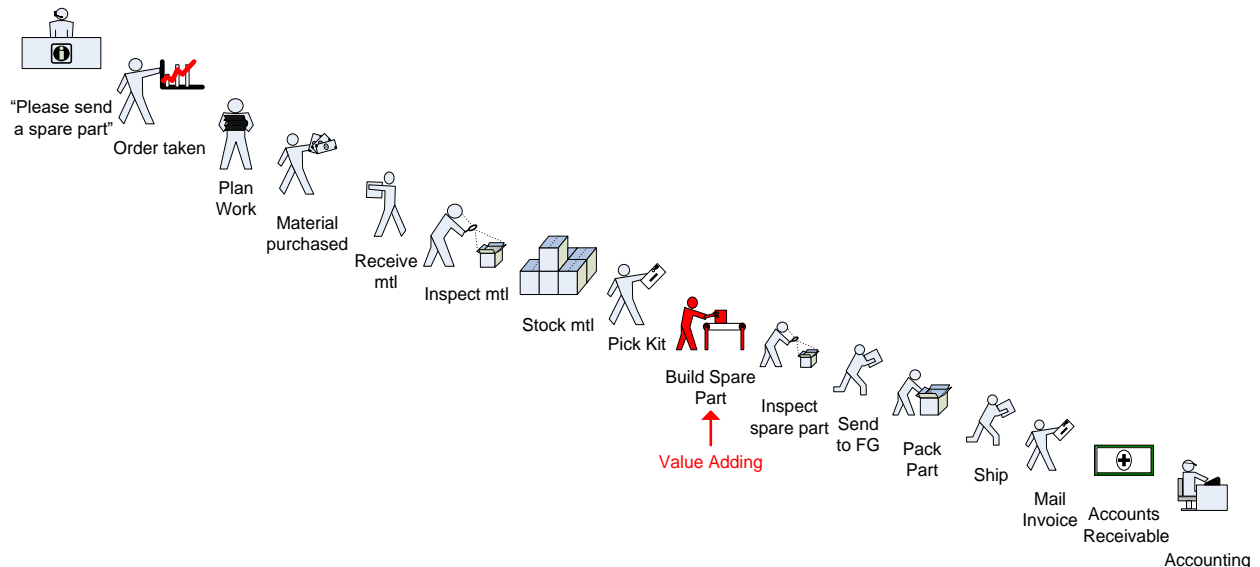 “Please send
a spare part”
Order taken
Plan
Work
Material
purchased
Receive
mtl
Inspect mtl
Stock mtl
Pick Kit
Build Spare
Part
Value Adding
Inspect
spare part
Send
to FG
Pack
Part
Ship
Mail
Invoice
Accounts
Receivable
Accounting